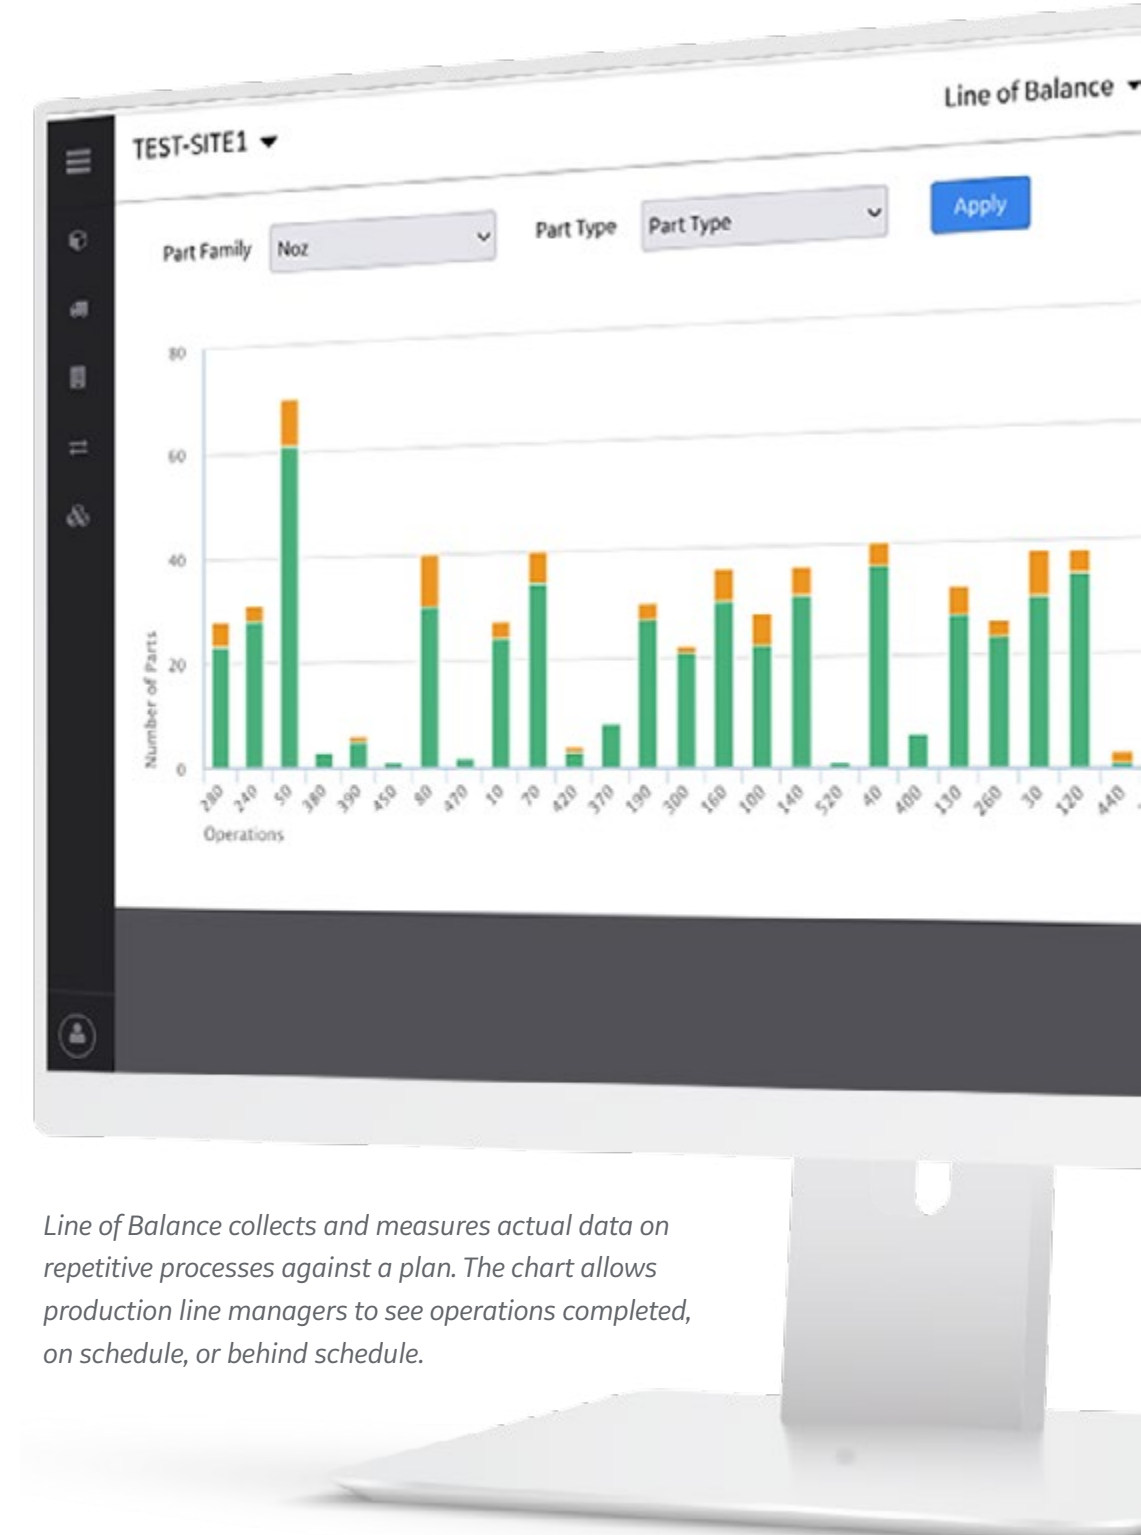 Line of Balance
TEST-SITE1
Part Family
Noz
Part Type
Part Type
Apply
80
60
40
20
0
Number of Parts
280 240 50 380 390 450 80 470 10 70 420 370 190 300 160 100 140 520 40 400 130 260 30 120 440
Operations
Line of Balance collects and measures actual data on
repetitive processes against a plan. The chart allows
production line managers to see operations completed,
on schedule, or behind schedule.